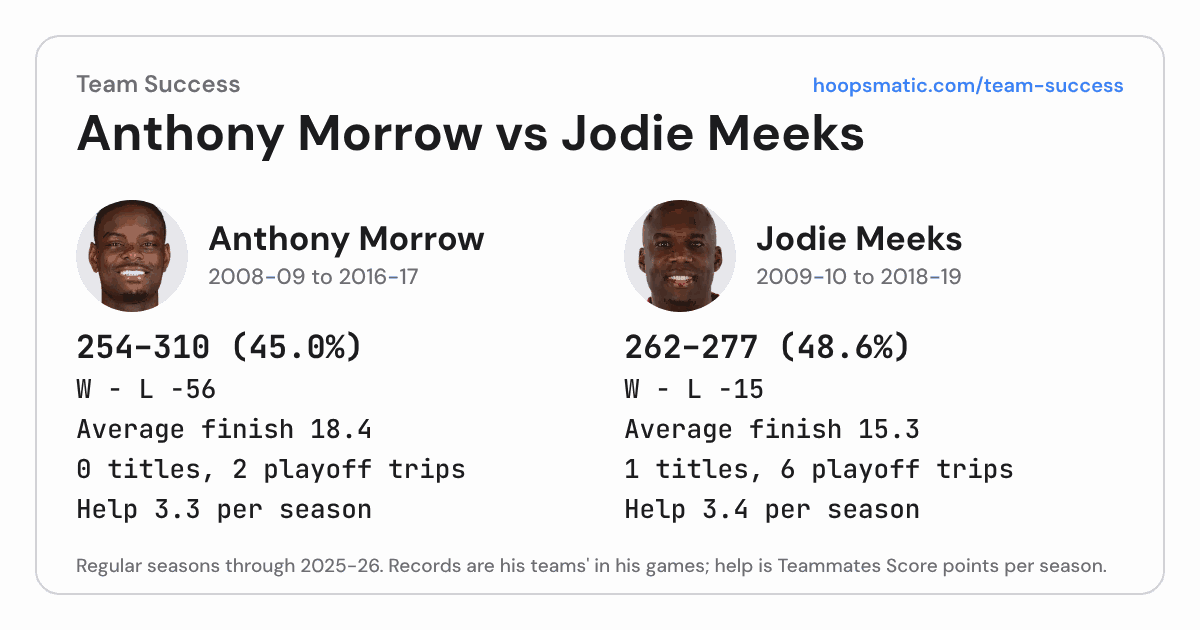 Team Success
hoopsmatic.com/team-success
Anthony Morrow vs Jodie Meeks
Anthony Morrow
2008-09 to 2016-17
254-310 (45.0%)
W - L -56
Average finish 18.4
0 titles, 2 playoff trips
Help 3.3 per season
Jodie Meeks
2009-10 to 2018-19
262-277 (48.6%)
W - L -15
Average finish 15.3
1 titles, 6 playoff trips
Help 3.4 per season
Regular seasons through 2025-26. Records are his teams' in his games; help is Teammates Score points per season.